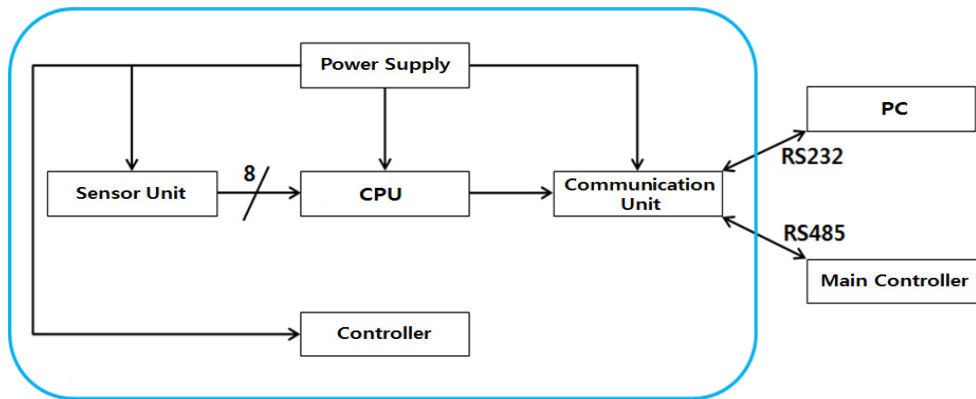 Power Supply
PC
RS232
8
Sensor Unit
CPU
Communication
Unit
RS485
Main Controller
Controller